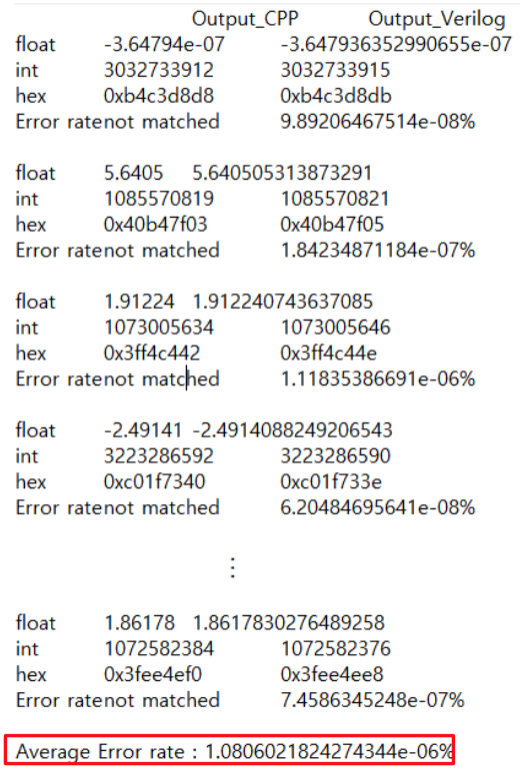 Output_CPP Output_Verilog
float -3.64794e-07 -3.647936352990655e-07
int 3032733912 3032733915
hex 0xb4c3d8d8 0xb4c3d8db
Error ratenot matched 9.89206467514e-08%
float 5.6405 5.640505313873291
int 1085570819 1085570821
hex 0x40b47f03 0x40b47f05
Error ratenot matched 1.84234871184e-07%
float 1.91224 1.912240743637085
int 1073005634 1073005646
hex 0x3ff4c442 0x3ff4c44e
Error ratenot matched 1.11835386691e-06%
float -2.49141 -2.4914088249206543
int 3223286592 3223286590
hex 0xc01f7340 0xc01f733e
Error ratenot matched 6.20484695641e-08%
⋮
float 1.86178 1.8617830276489258
int 1072582384 1072582376
hex 0x3fee4ef0 0x3fee4ee8
Error ratenot matched 7.4586345248e-07%
Average Error rate : 1.0806021824274344e-06%